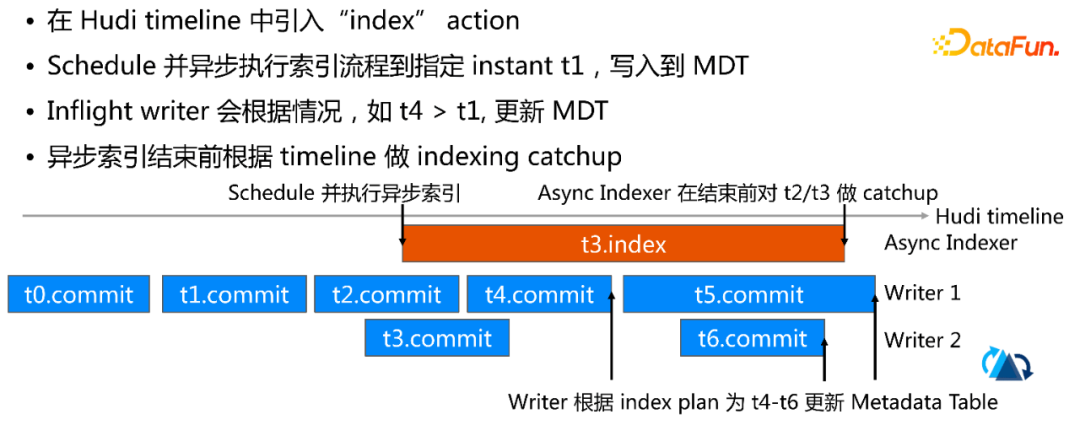 • 在 Hudi timeline 中引入“index” action
DataFun.
• Schedule 并异步执行索引流程到指定 instant t1，写入到 MDT
• Inflight writer 会根据情况，如 t4 > t1, 更新 MDT
• 异步索引结束前根据 timeline 做 indexing catchup
Schedule 并执行异步索引
Async Indexer 在结束前对 t2/t3 做 catchup
Hudi timeline
t3.index
Async Indexer
t0.commit
t1.commit
t2.commit
t4.commit
t5.commit
Writer 1
t3.commit
t6.commit
Writer 2
Writer 根据 index plan 为 t4-t6 更新 Metadata Table